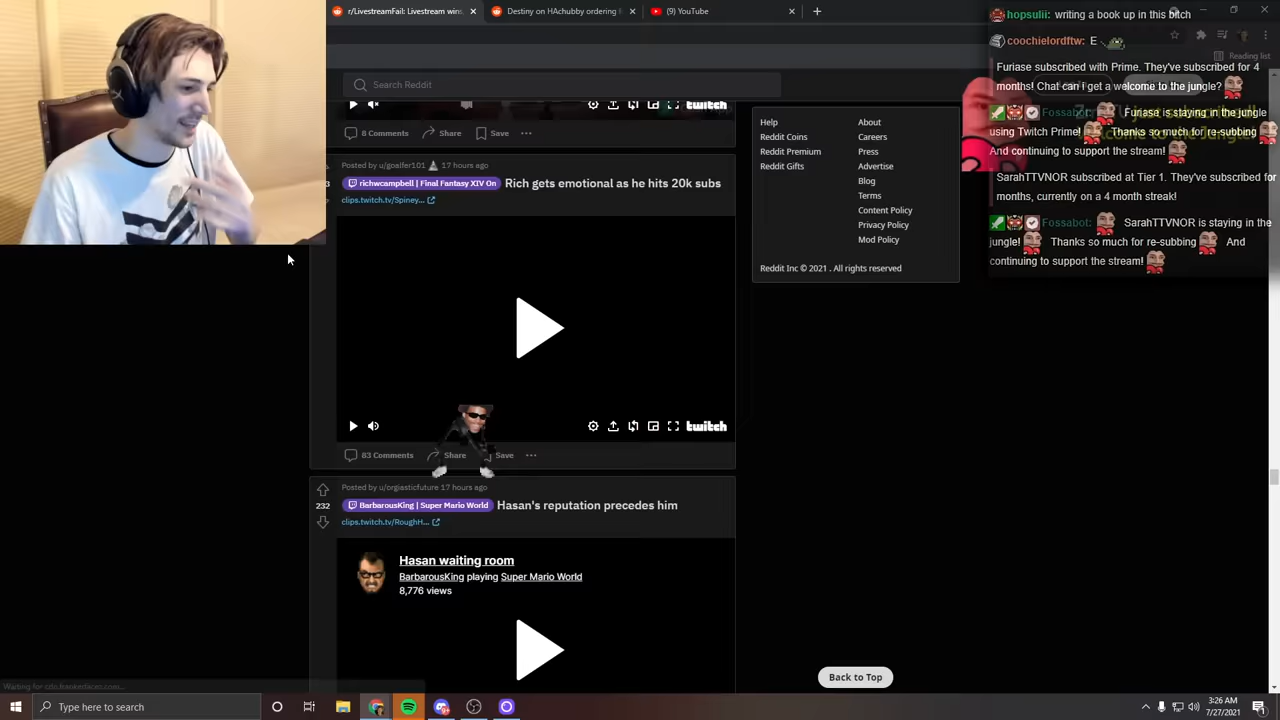 r/LivestreamFail: Livestream wins
Destiny on HAchubby ordering
(9) YouTube
Reading list
Search Reddit
8 Comments Share Save
twitch
Posted by u/goalfer101 17 hours ago
richwcampbell | Final Fantasy XIV On Rich gets emotional as he hits 20k subs
clips.twitch.tv/Spiney...
twitch
83 Comments Share Save
Posted by u/orgiasticfuture 17 hours ago
232
BarbarousKing | Super Mario World Hasan's reputation precedes him
clips.twitch.tv/RoughH...
Hasan waiting room
BarbarousKing playing Super Mario World
8,776 views
Help About
Reddit Coins Careers
Reddit Premium Press
Reddit Gifts Advertise
Blog
Terms
Content Policy
Privacy Policy
Mod Policy
Reddit Inc © 2021 . All rights reserved
Back to Top
hopsulii: writing a book up in this bitch
coochielordftw: E
Furiase subscribed with Prime. They've subscribed for 4
months! Chat can I get a welcome to the jungle?
Fossabot: Furiase is staying in the jungle
using Twitch Prime! Thanks so much for re-subbing
And continuing to support the stream!
SarahTTVNOR subscribed at Tier 1. They've subscribed for
months, currently on a 4 month streak!
Fossabot: SarahTTVNOR is staying in the
jungle! Thanks so much for re-subbing And
continuing to support the stream!
Type here to search
3:26 AM
7/27/2021